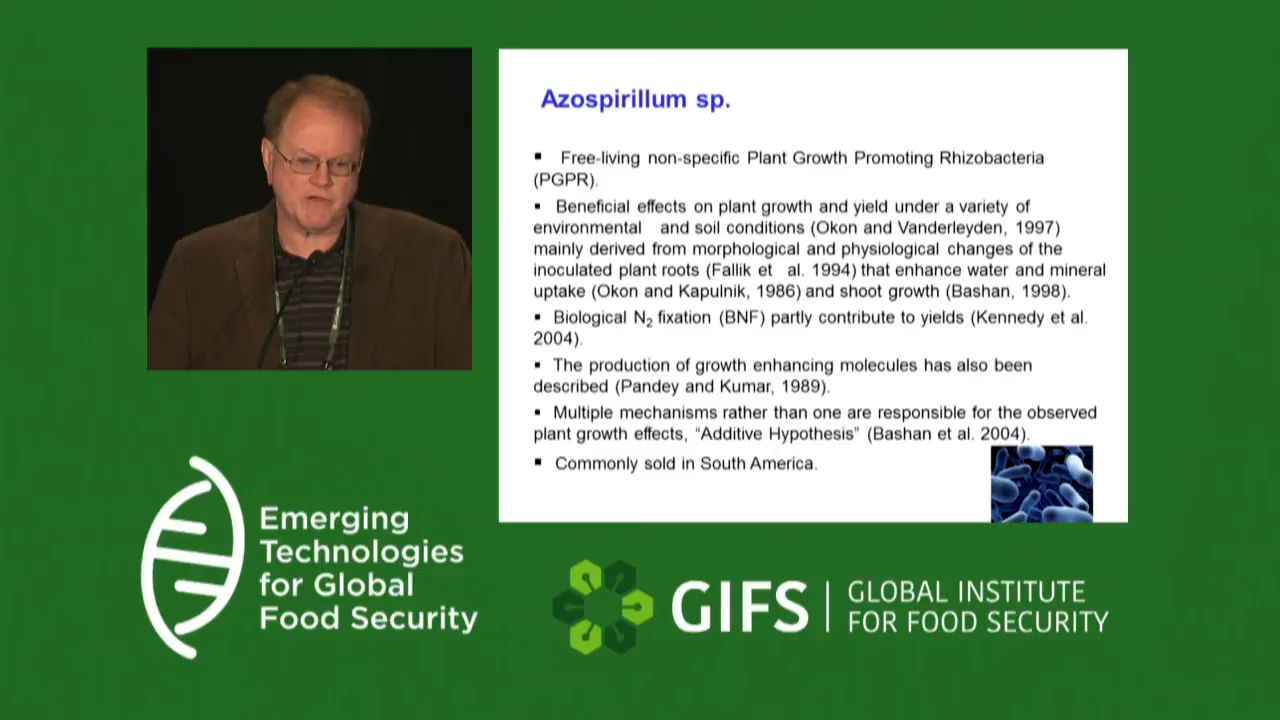 Azospirillum sp.
▪ Free-living non-specific Plant Growth Promoting Rhizobacteria
(PGPR).
▪ Beneficial effects on plant growth and yield under a variety of
environmental and soil conditions (Okon and Vanderleyden, 1997)
mainly derived from morphological and physiological changes of the
inoculated plant roots (Fallik et al. 1994) that enhance water and mineral
uptake (Okon and Kapulnik, 1986) and shoot growth (Bashan, 1998).
▪ Biological N₂ fixation (BNF) partly contribute to yields (Kennedy et al.
2004).
▪ The production of growth enhancing molecules has also been
described (Pandey and Kumar, 1989).
▪ Multiple mechanisms rather than one are responsible for the observed
plant growth effects, “Additive Hypothesis” (Bashan et al. 2004).
▪ Commonly sold in South America.
Emerging
Technologies
for Global
Food Security
GIFS
GLOBAL INSTITUTE
FOR FOOD SECURITY